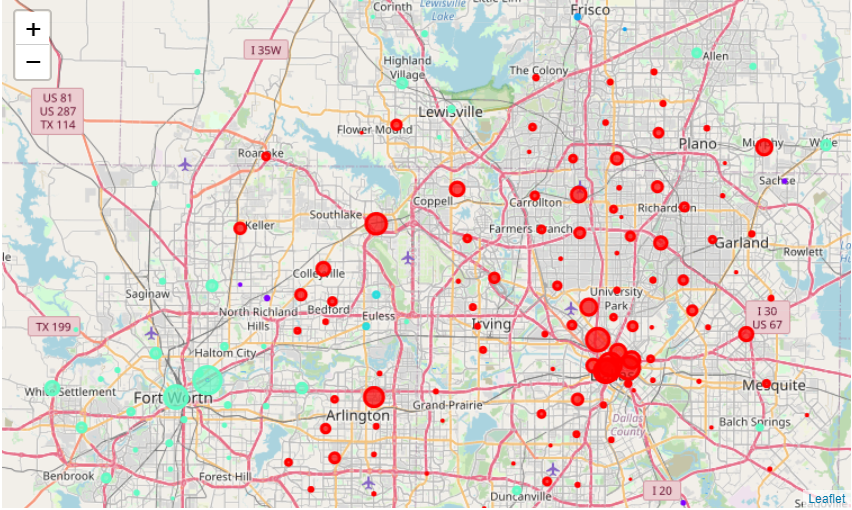 +
−
Corinth
Lewisville
Lake
Frisco
I 35W
Highland
Village
The Colony
Allen
US 81
US 287
TX 114
Lewisville
Flower Mound
Plano
Roanoke
Sachse
Coppell
Carrollton
Richardson
Southlake
Keller
Farmers Branch
Garland
Rowlett
Colleyville
Saginaw
University
Park
North Richland
Hills
Bedford
Euless
Irving
I 30
US 67
TX 199
Haltom City
White Settlement
Fort Worth
Mesquite
Arlington
Grand Prairie
Dallas
County
Balch Springs
Benbrook
Forest Hill
Duncanville
I 20
Leaflet